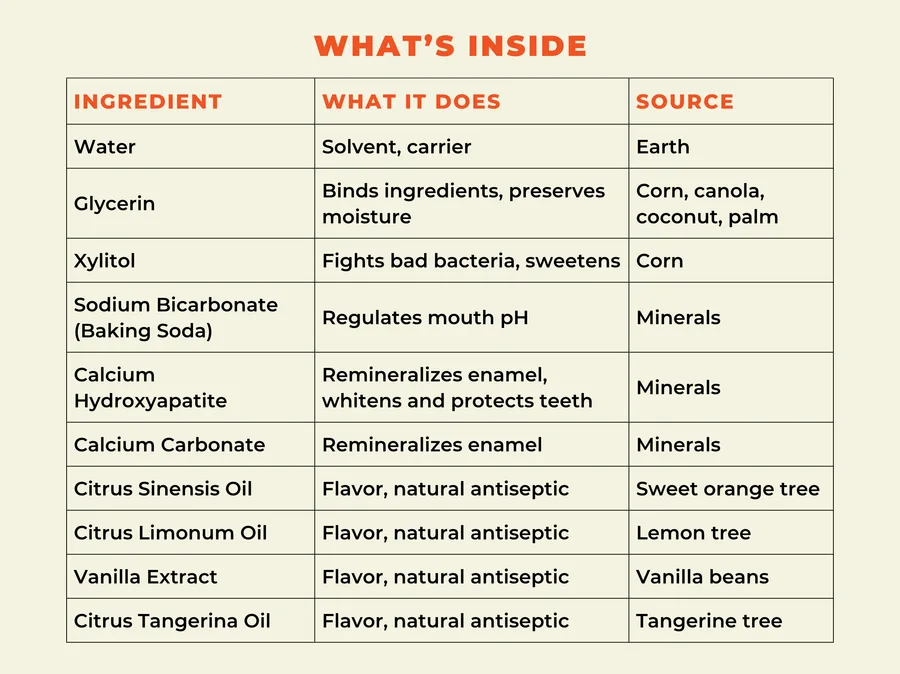 WHAT'S INSIDE
INGREDIENT WHAT IT DOES SOURCE
Water Solvent, carrier Earth
Glycerin Binds ingredients, preserves
moisture Corn, canola,
coconut, palm
Xylitol Fights bad bacteria, sweetens Corn
Sodium Bicarbonate
(Baking Soda) Regulates mouth pH Minerals
Calcium
Hydroxyapatite Remineralizes enamel,
whitens and protects teeth Minerals
Calcium Carbonate Remineralizes enamel Minerals
Citrus Sinensis Oil Flavor, natural antiseptic Sweet orange tree
Citrus Limonum Oil Flavor, natural antiseptic Lemon tree
Vanilla Extract Flavor, natural antiseptic Vanilla beans
Citrus Tangerina Oil Flavor, natural antiseptic Tangerine tree